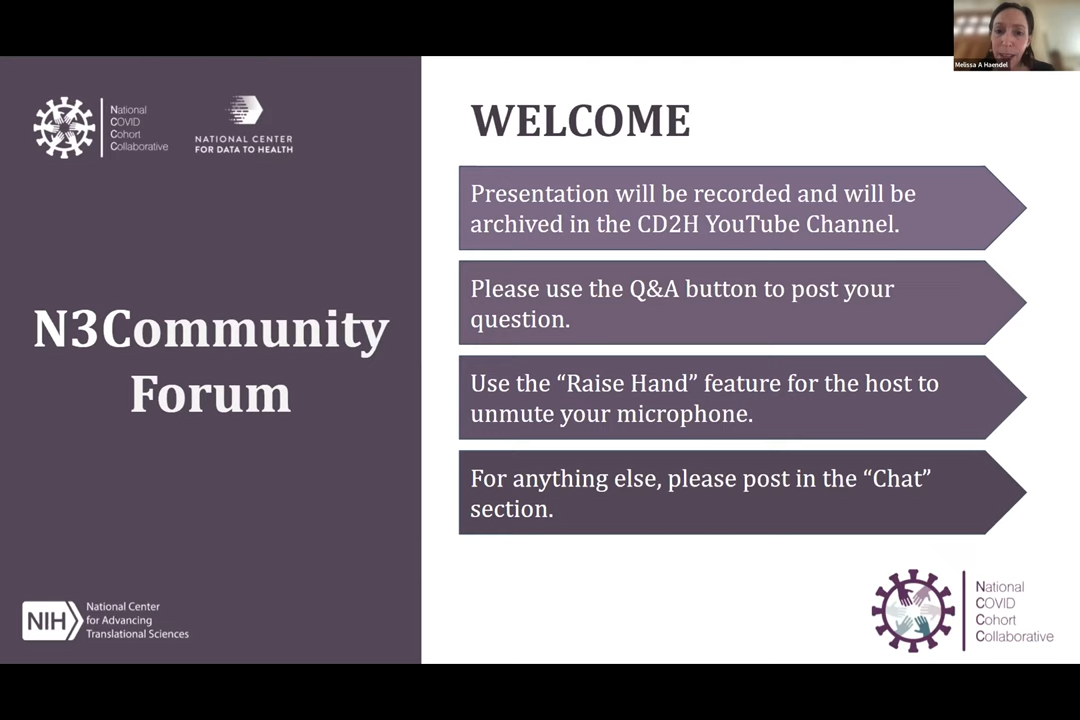 Melissa A Haendel
National
COVID
Cohort
Collaborative
NATIONAL CENTER
FOR DATA TO HEALTH
N3Community
Forum
NIH
National Center
for Advancing
Translational Sciences
WELCOME
Presentation will be recorded and will be
archived in the CD2H YouTube Channel.
Please use the Q&A button to post your
question.
Use the “Raise Hand” feature for the host to
unmute your microphone.
For anything else, please post in the “Chat”
section.
National
COVID
Cohort
Collaborative